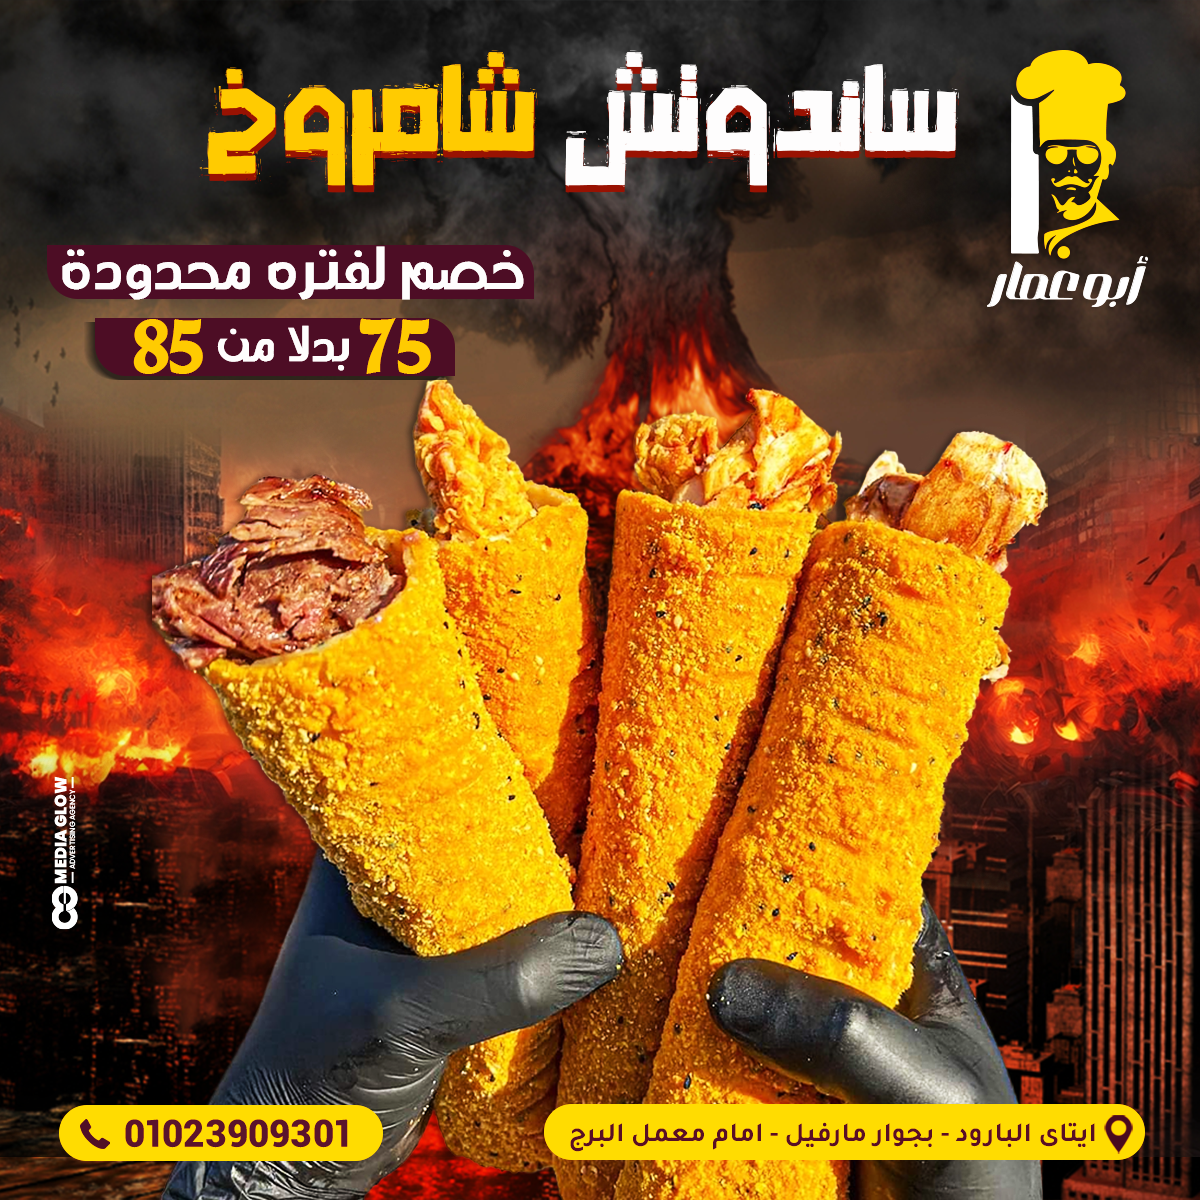 ساندوتش شامروخ
أبو عمار
خصم لفتره محدودة
75 بدلا من 85
MEDIA GLOW
ADVERTISING AGENCY
01023909301
ايتاى البارود - بجوار مارفيل - امام معمل البرج